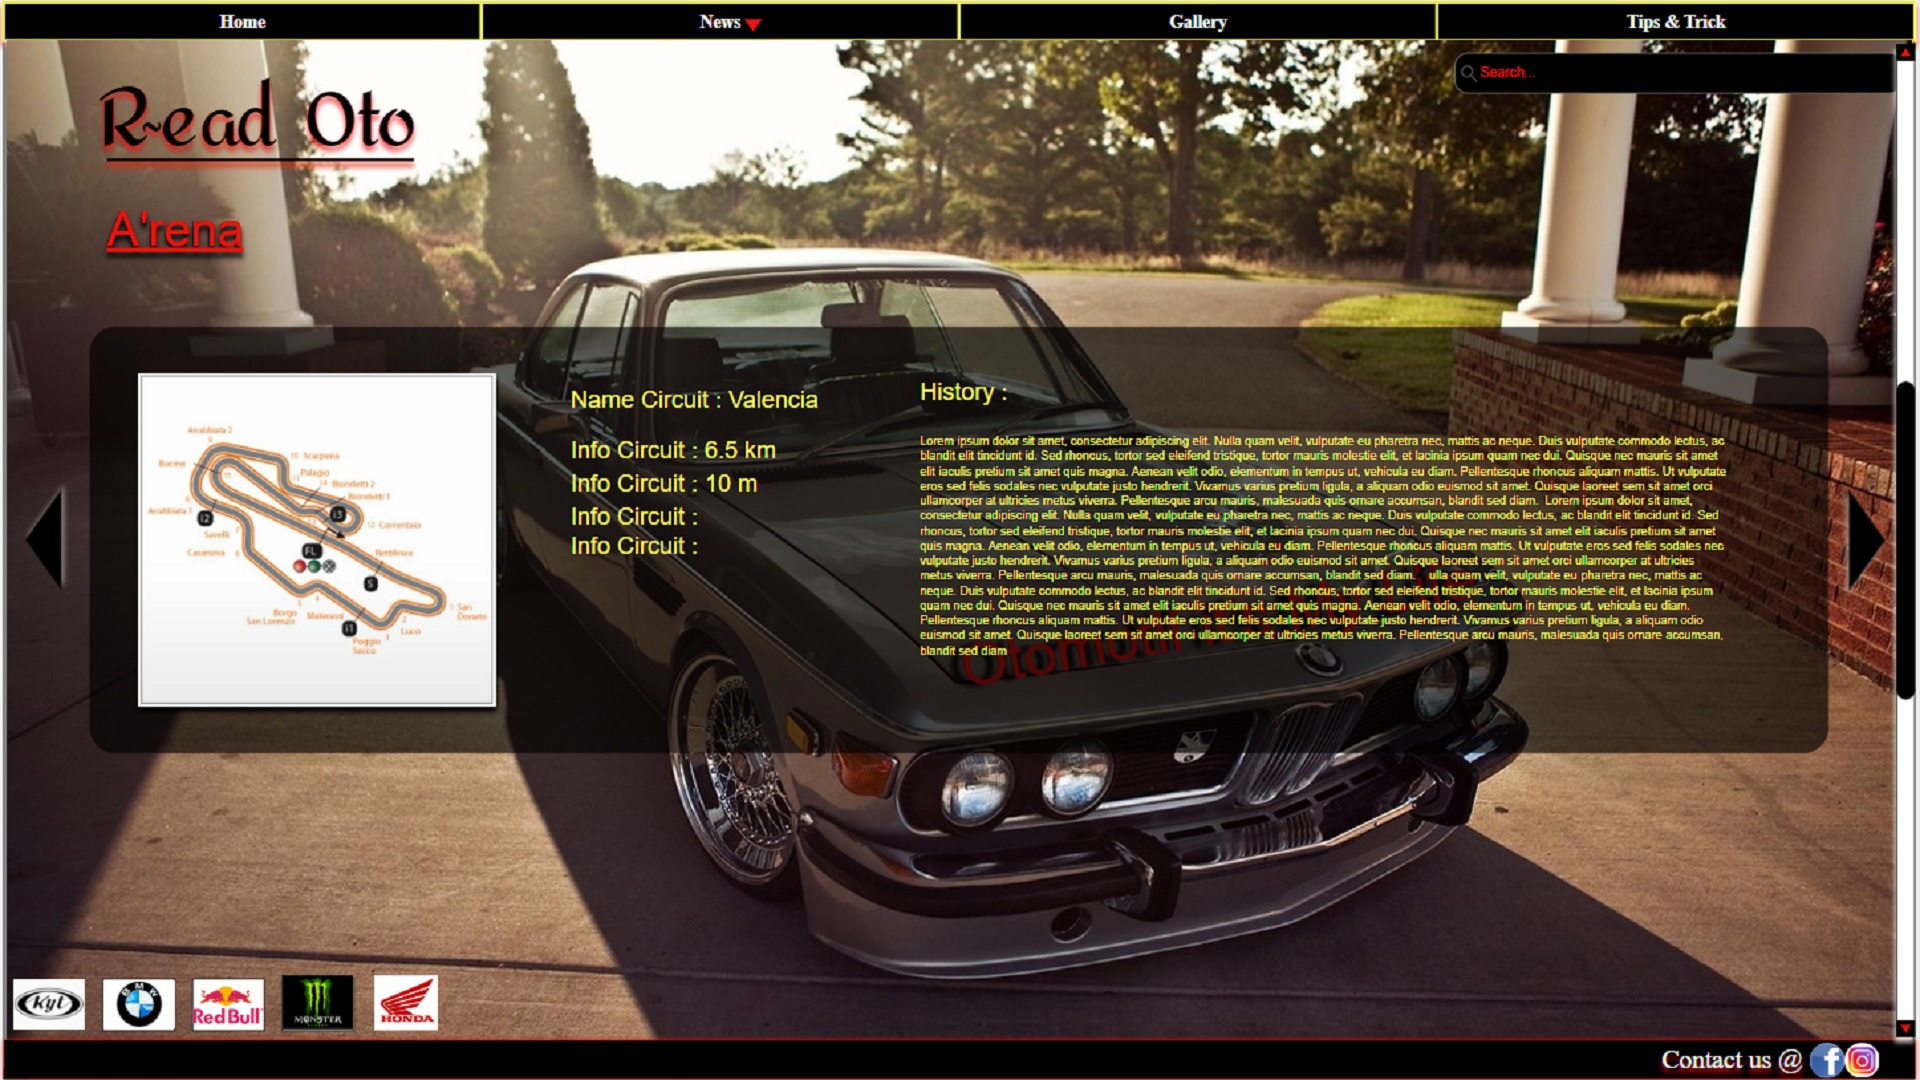 Home
News
Gallery
Tips & Trick
Search...
Read Oto
A'rena
Arrabbiata 2
9
Bucine
10 Scarperia
11 Palagio
15
14 Biondetti 2
Biondetti 1
8
Arrabbiata 1
I2
I3
Savelli
7
12 Correntaio
Casanova
6
FL
Rettilineo
S
5
4
Borgo
San Lorenzo
Materassi
I1
Poggio
Secco
3
2
Luco
1
San
Donato
Name Circuit : Valencia
Info Circuit : 6.5 km
Info Circuit : 10 m
Info Circuit :
Info Circuit :
History :
Lorem ipsum dolor sit amet, consectetur adipiscing elit. Nulla quam velit, vulputate eu pharetra nec, mattis ac neque. Duis vulputate commodo lectus, ac
blandit elit tincidunt id. Sed rhoncus, tortor sed eleifend tristique, tortor mauris molestie elit, et lacinia ipsum quam nec dui. Quisque nec mauris sit amet
elit iaculis pretium sit amet quis magna. Aenean velit odio, elementum in tempus ut, vehicula eu diam. Pellentesque rhoncus aliquam mattis. Ut vulputate
eros sed felis sodales nec vulputate justo hendrerit. Vivamus varius pretium ligula, a aliquam odio euismod sit amet. Quisque laoreet sem sit amet orci
ullamcorper at ultricies metus viverra. Pellentesque arcu mauris, malesuada quis ornare accumsan, blandit sed diam. Lorem ipsum dolor sit amet,
consectetur adipiscing elit. Nulla quam velit, vulputate eu pharetra nec, mattis ac neque. Duis vulputate commodo lectus, ac blandit elit tincidunt id. Sed
rhoncus, tortor sed eleifend tristique, tortor mauris molestie elit, et lacinia ipsum quam nec dui. Quisque nec mauris sit amet elit iaculis pretium sit amet
quis magna. Aenean velit odio, elementum in tempus ut, vehicula eu diam. Pellentesque rhoncus aliquam mattis. Ut vulputate eros sed felis sodales nec
vulputate justo hendrerit. Vivamus varius pretium ligula, a aliquam odio euismod sit amet. Quisque laoreet sem sit amet orci ullamcorper at ultricies
metus viverra. Pellentesque arcu mauris, malesuada quis ornare accumsan, blandit sed diam. ulla quam velit, vulputate eu pharetra nec, mattis ac
neque. Duis vulputate commodo lectus, ac blandit elit tincidunt id. Sed rhoncus, tortor sed eleifend tristique, tortor mauris molestie elit, et lacinia ipsum
quam nec dui. Quisque nec mauris sit amet elit iaculis pretium sit amet quis magna. Aenean velit odio, elementum in tempus ut, vehicula eu diam.
Pellentesque rhoncus aliquam mattis. Ut vulputate eros sed felis sodales nec vulputate justo hendrerit. Vivamus varius pretium ligula, a aliquam odio
euismod sit amet. Quisque laoreet sem sit amet orci ullamcorper at ultricies metus viverra. Pellentesque arcu mauris, malesuada quis ornare accumsan,
blandit sed diam
Kyt
BMW
Red Bull
MONSTER
HONDA
Contact us @